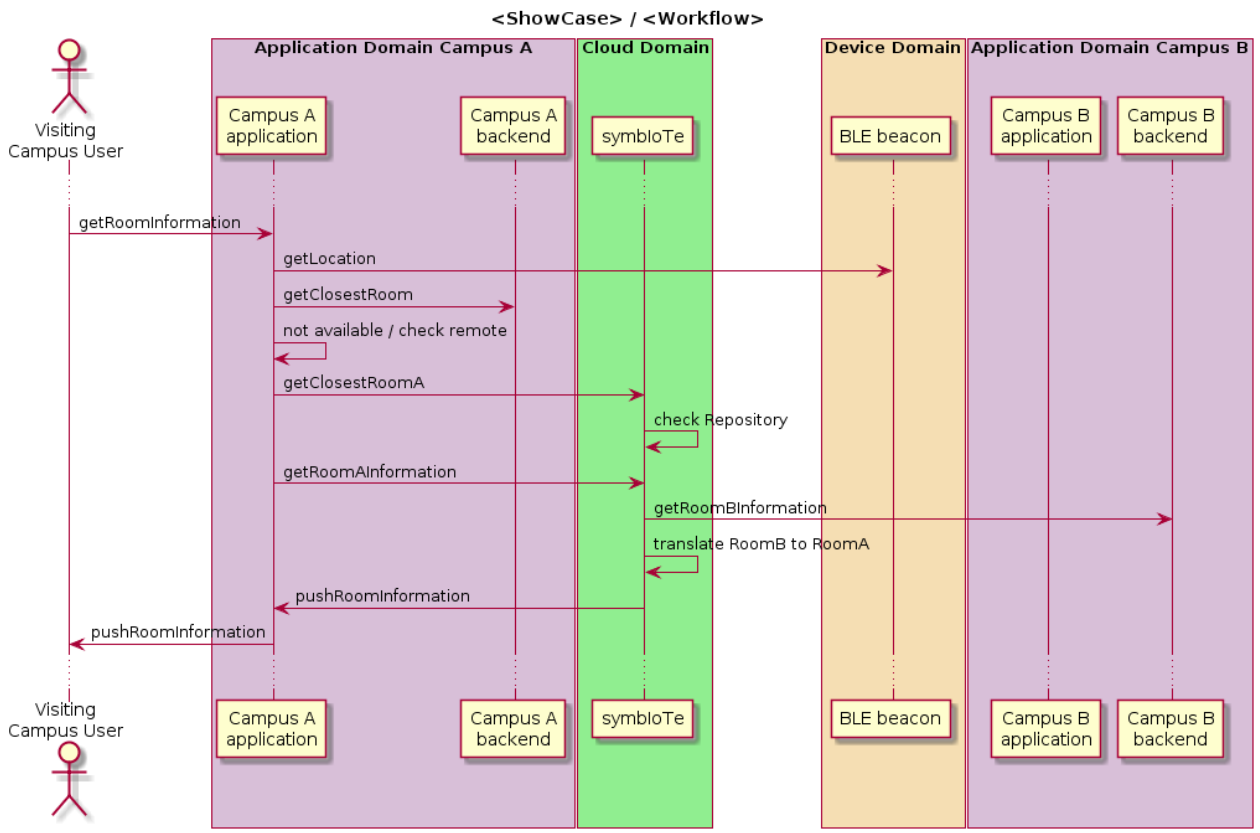 <ShowCase> / <Workflow>
Application Domain Campus A
Cloud Domain
Device Domain
Application Domain Campus B
Visiting
Campus User
Campus A
application
Campus A
backend
symbIoTe
BLE beacon
Campus B
application
Campus B
backend
getRoomInformation
getLocation
getClosestRoom
not available / check remote
getClosestRoomA
check Repository
getRoomAInformation
getRoomBInformation
translate RoomB to RoomA
pushRoomInformation
pushRoomInformation
Visiting
Campus User
Campus A
application
Campus A
backend
symbIoTe
BLE beacon
Campus B
application
Campus B
backend